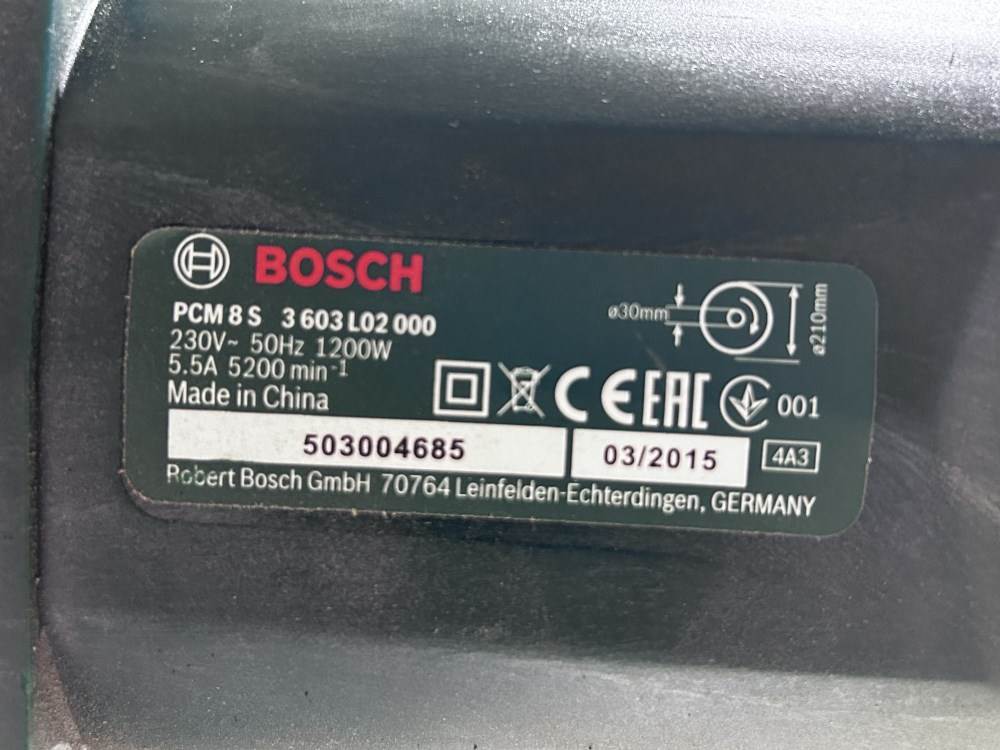 BOSCH
PCM 8 S 3 603 L02 000
230V~ 50Hz 1200W
5.5A 5200 min⁻¹
Made in China
ø30mm
ø210mm
CE EAC 001
503004685
03/2015
4A3
Robert Bosch GmbH 70764 Leinfelden-Echterdingen, GERMANY